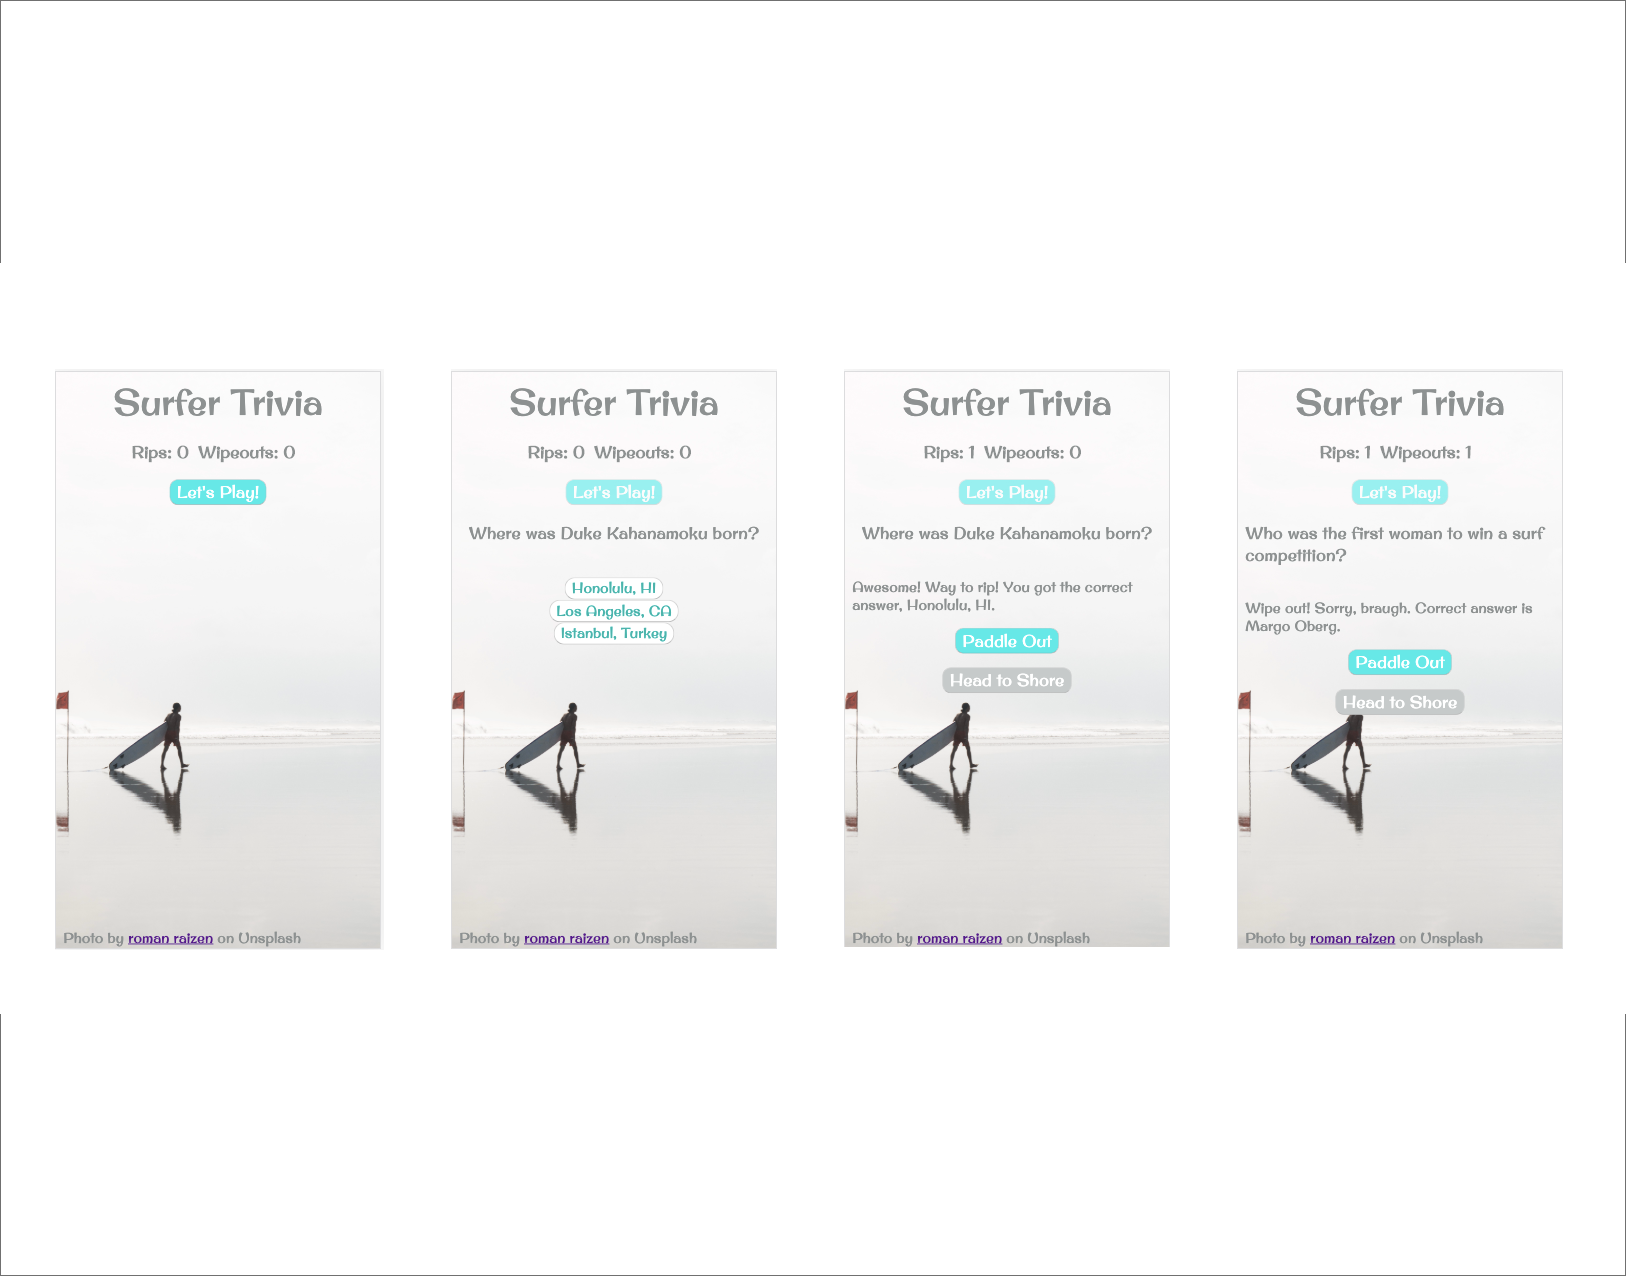 Surfer Trivia
Rips: 0 Wipeouts: 0
Let's Play!
Photo by roman raizen on Unsplash
Surfer Trivia
Rips: 0 Wipeouts: 0
Let's Play!
Where was Duke Kahanamoku born?
Honolulu, HI
Los Angeles, CA
Istanbul, Turkey
Photo by roman raizen on Unsplash
Surfer Trivia
Rips: 1 Wipeouts: 0
Let's Play!
Where was Duke Kahanamoku born?
Awesome! Way to rip! You got the correct
answer, Honolulu, HI.
Paddle Out
Head to Shore
Photo by roman raizen on Unsplash
Surfer Trivia
Rips: 1 Wipeouts: 1
Let's Play!
Who was the first woman to win a surf
competition?
Wipe out! Sorry, braugh. Correct answer is
Margo Oberg.
Paddle Out
Head to Shore
Photo by roman raizen on Unsplash